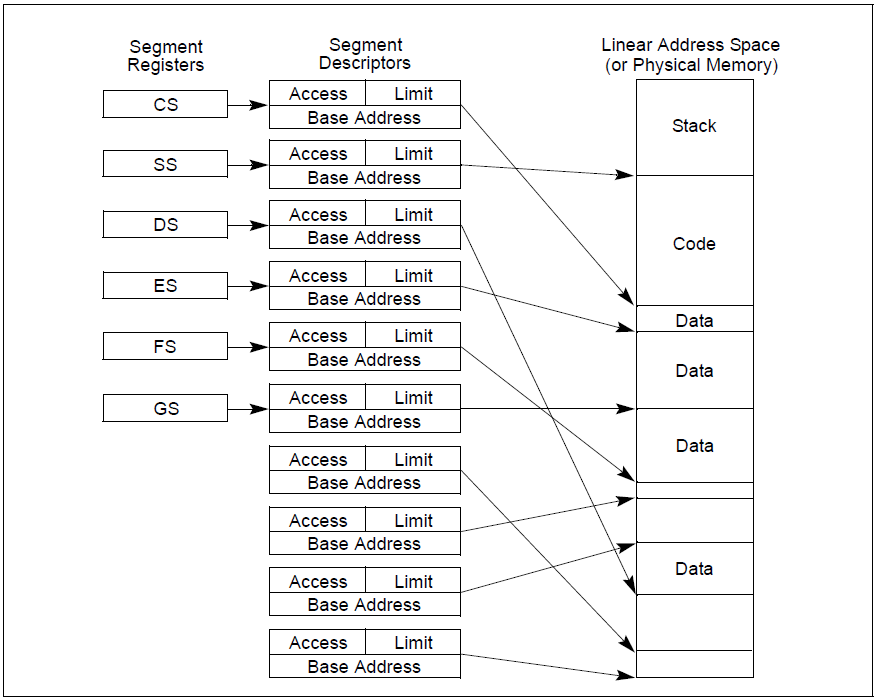 Segment
Registers
Segment
Descriptors
Linear Address Space
(or Physical Memory)
CS
Access Limit
Base Address
Stack
SS
Access Limit
Base Address
DS
Access Limit
Base Address
Code
ES
Access Limit
Base Address
Data
FS
Access Limit
Base Address
Data
GS
Access Limit
Base Address
Data
Access Limit
Base Address
Access Limit
Base Address
Access Limit
Base Address
Data
Access Limit
Base Address